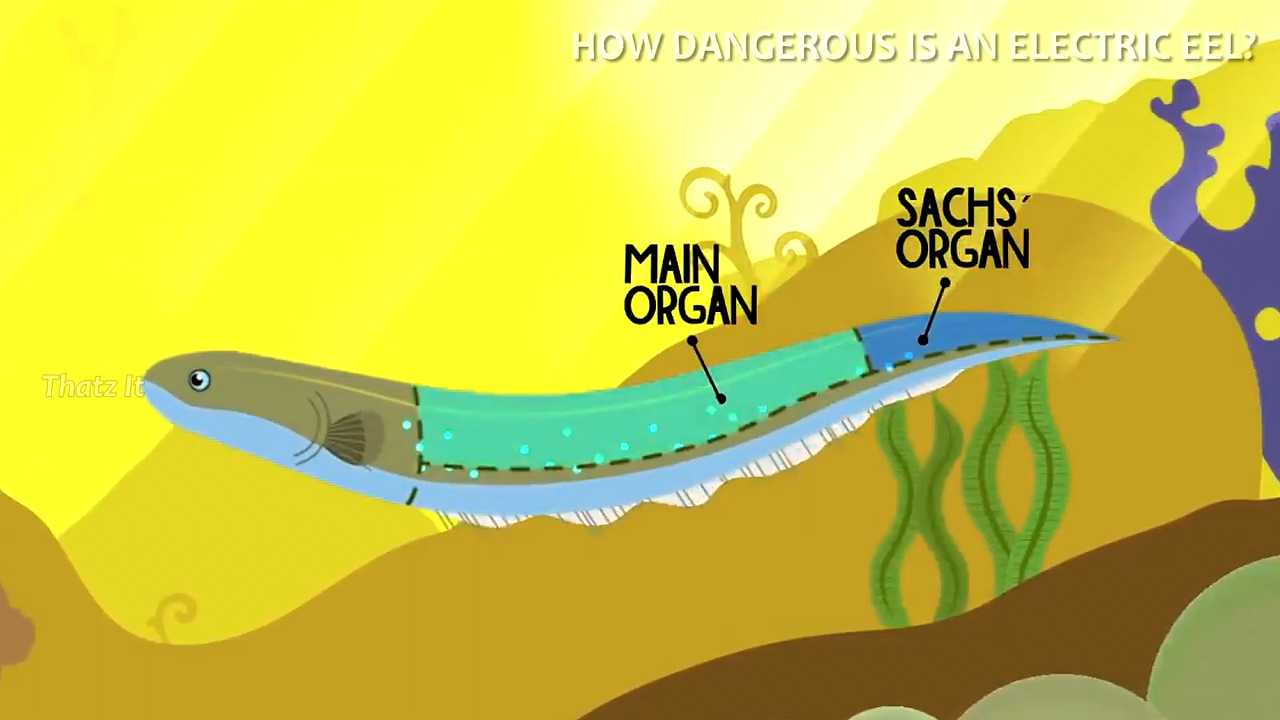 HOW DANGEROUS IS AN ELECTRIC EEL?
SACHS´
ORGAN
MAIN
ORGAN
Thatz It